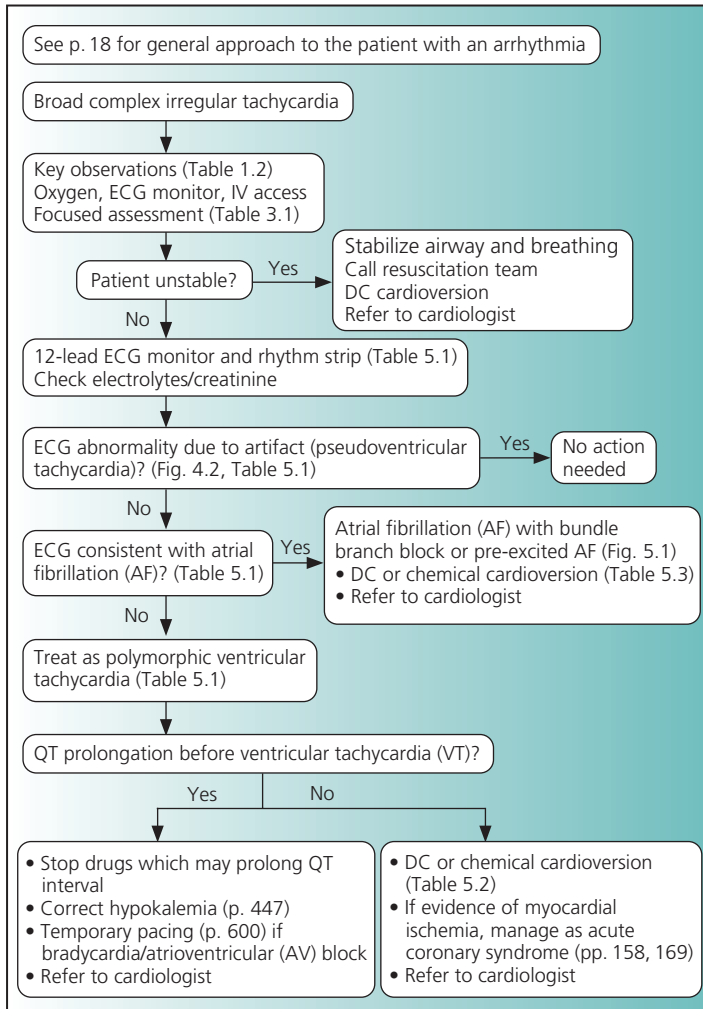 See p. 18 for general approach to the patient with an arrhythmia
Broad complex irregular tachycardia
Key observations (Table 1.2)
Oxygen, ECG monitor, IV access
Focused assessment (Table 3.1)
Patient unstable?
Yes
Stabilize airway and breathing
Call resuscitation team
DC cardioversion
Refer to cardiologist
No
12-lead ECG monitor and rhythm strip (Table 5.1)
Check electrolytes/creatinine
ECG abnormality due to artifact (pseudoventricular
tachycardia)? (Fig. 4.2, Table 5.1)
Yes
No action
needed
No
ECG consistent with atrial
fibrillation (AF)? (Table 5.1)
Yes
Atrial fibrillation (AF) with bundle
branch block or pre-excited AF (Fig. 5.1)
• DC or chemical cardioversion (Table 5.3)
• Refer to cardiologist
No
Treat as polymorphic ventricular
tachycardia (Table 5.1)
QT prolongation before ventricular tachycardia (VT)?
Yes
No
• Stop drugs which may prolong QT
interval
• Correct hypokalemia (p. 447)
• Temporary pacing (p. 600) if
bradycardia/atrioventricular (AV) block
• Refer to cardiologist
• DC or chemical cardioversion
(Table 5.2)
• If evidence of myocardial
ischemia, manage as acute
coronary syndrome (pp. 158, 169)
• Refer to cardiologist